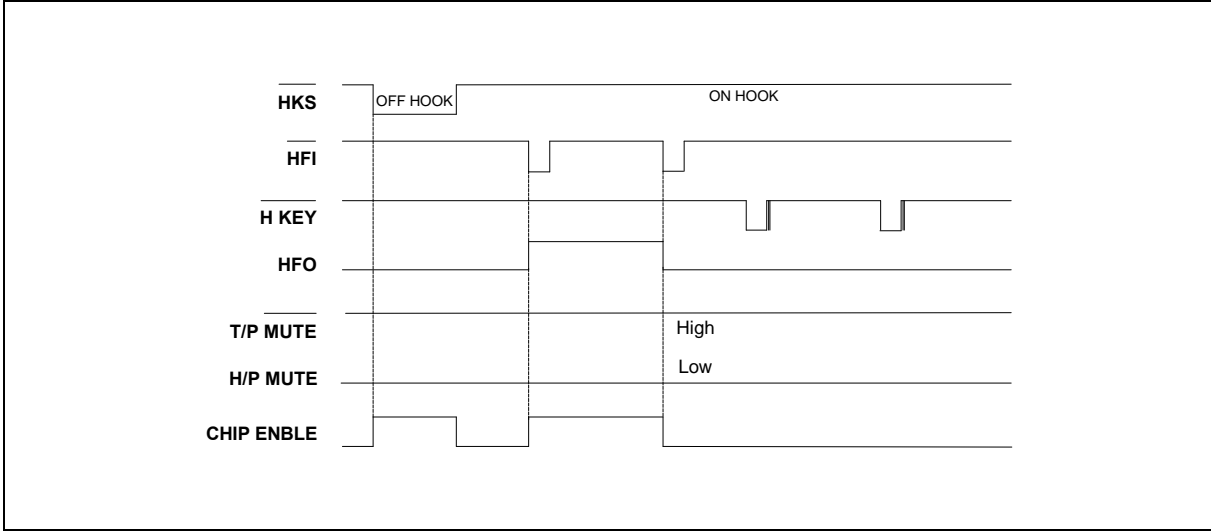 HKS
OFF HOOK
ON HOOK
HFI
H KEY
HFO
T/P MUTE
High
H/P MUTE
Low
CHIP ENBLE